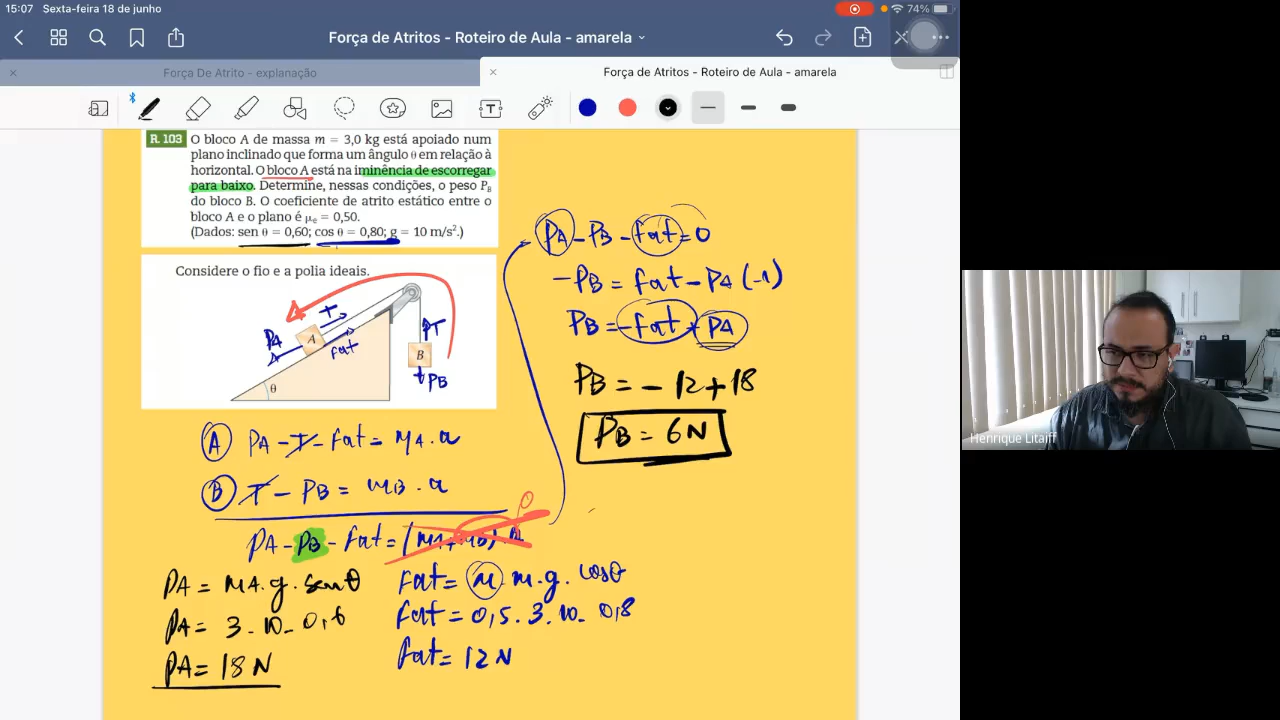 15:07 Sexta-feira 18 de junho
74%
Força de Atritos - Roteiro de Aula - amarela
Força De Atrito - explanação
Força de Atritos - Roteiro de Aula - amarela
R. 103 O bloco A de massa m = 3,0 kg está apoiado num
plano inclinado que forma um ângulo θ em relação à
horizontal. O bloco A está na iminência de escorregar
para baixo. Determine, nessas condições, o peso PB
do bloco B. O coeficiente de atrito estático entre o
bloco A e o plano é μe = 0,50.
(Dados: sen θ = 0,60; cos θ = 0,80; g = 10 m/s².)
Considere o fio e a polia ideais.
T
PA
A
fat
θ
T
B
PB
A PA - T - fat = mA . a
B T - PB = mB . a
PA - PB - fat = (mA + mB) . a
0
PA = mA . g . senθ
PA = 3 . 10 . 0,6
PA = 18 N
fat = μ m . g . cosθ
fat = 0,5 . 3 . 10 . 0,8
fat = 12 N
PA - PB - fat = 0
-PB = fat - PA (-1)
PB = -fat + PA
PB = - 12 + 18
PB = 6N
Henrique Litaiff